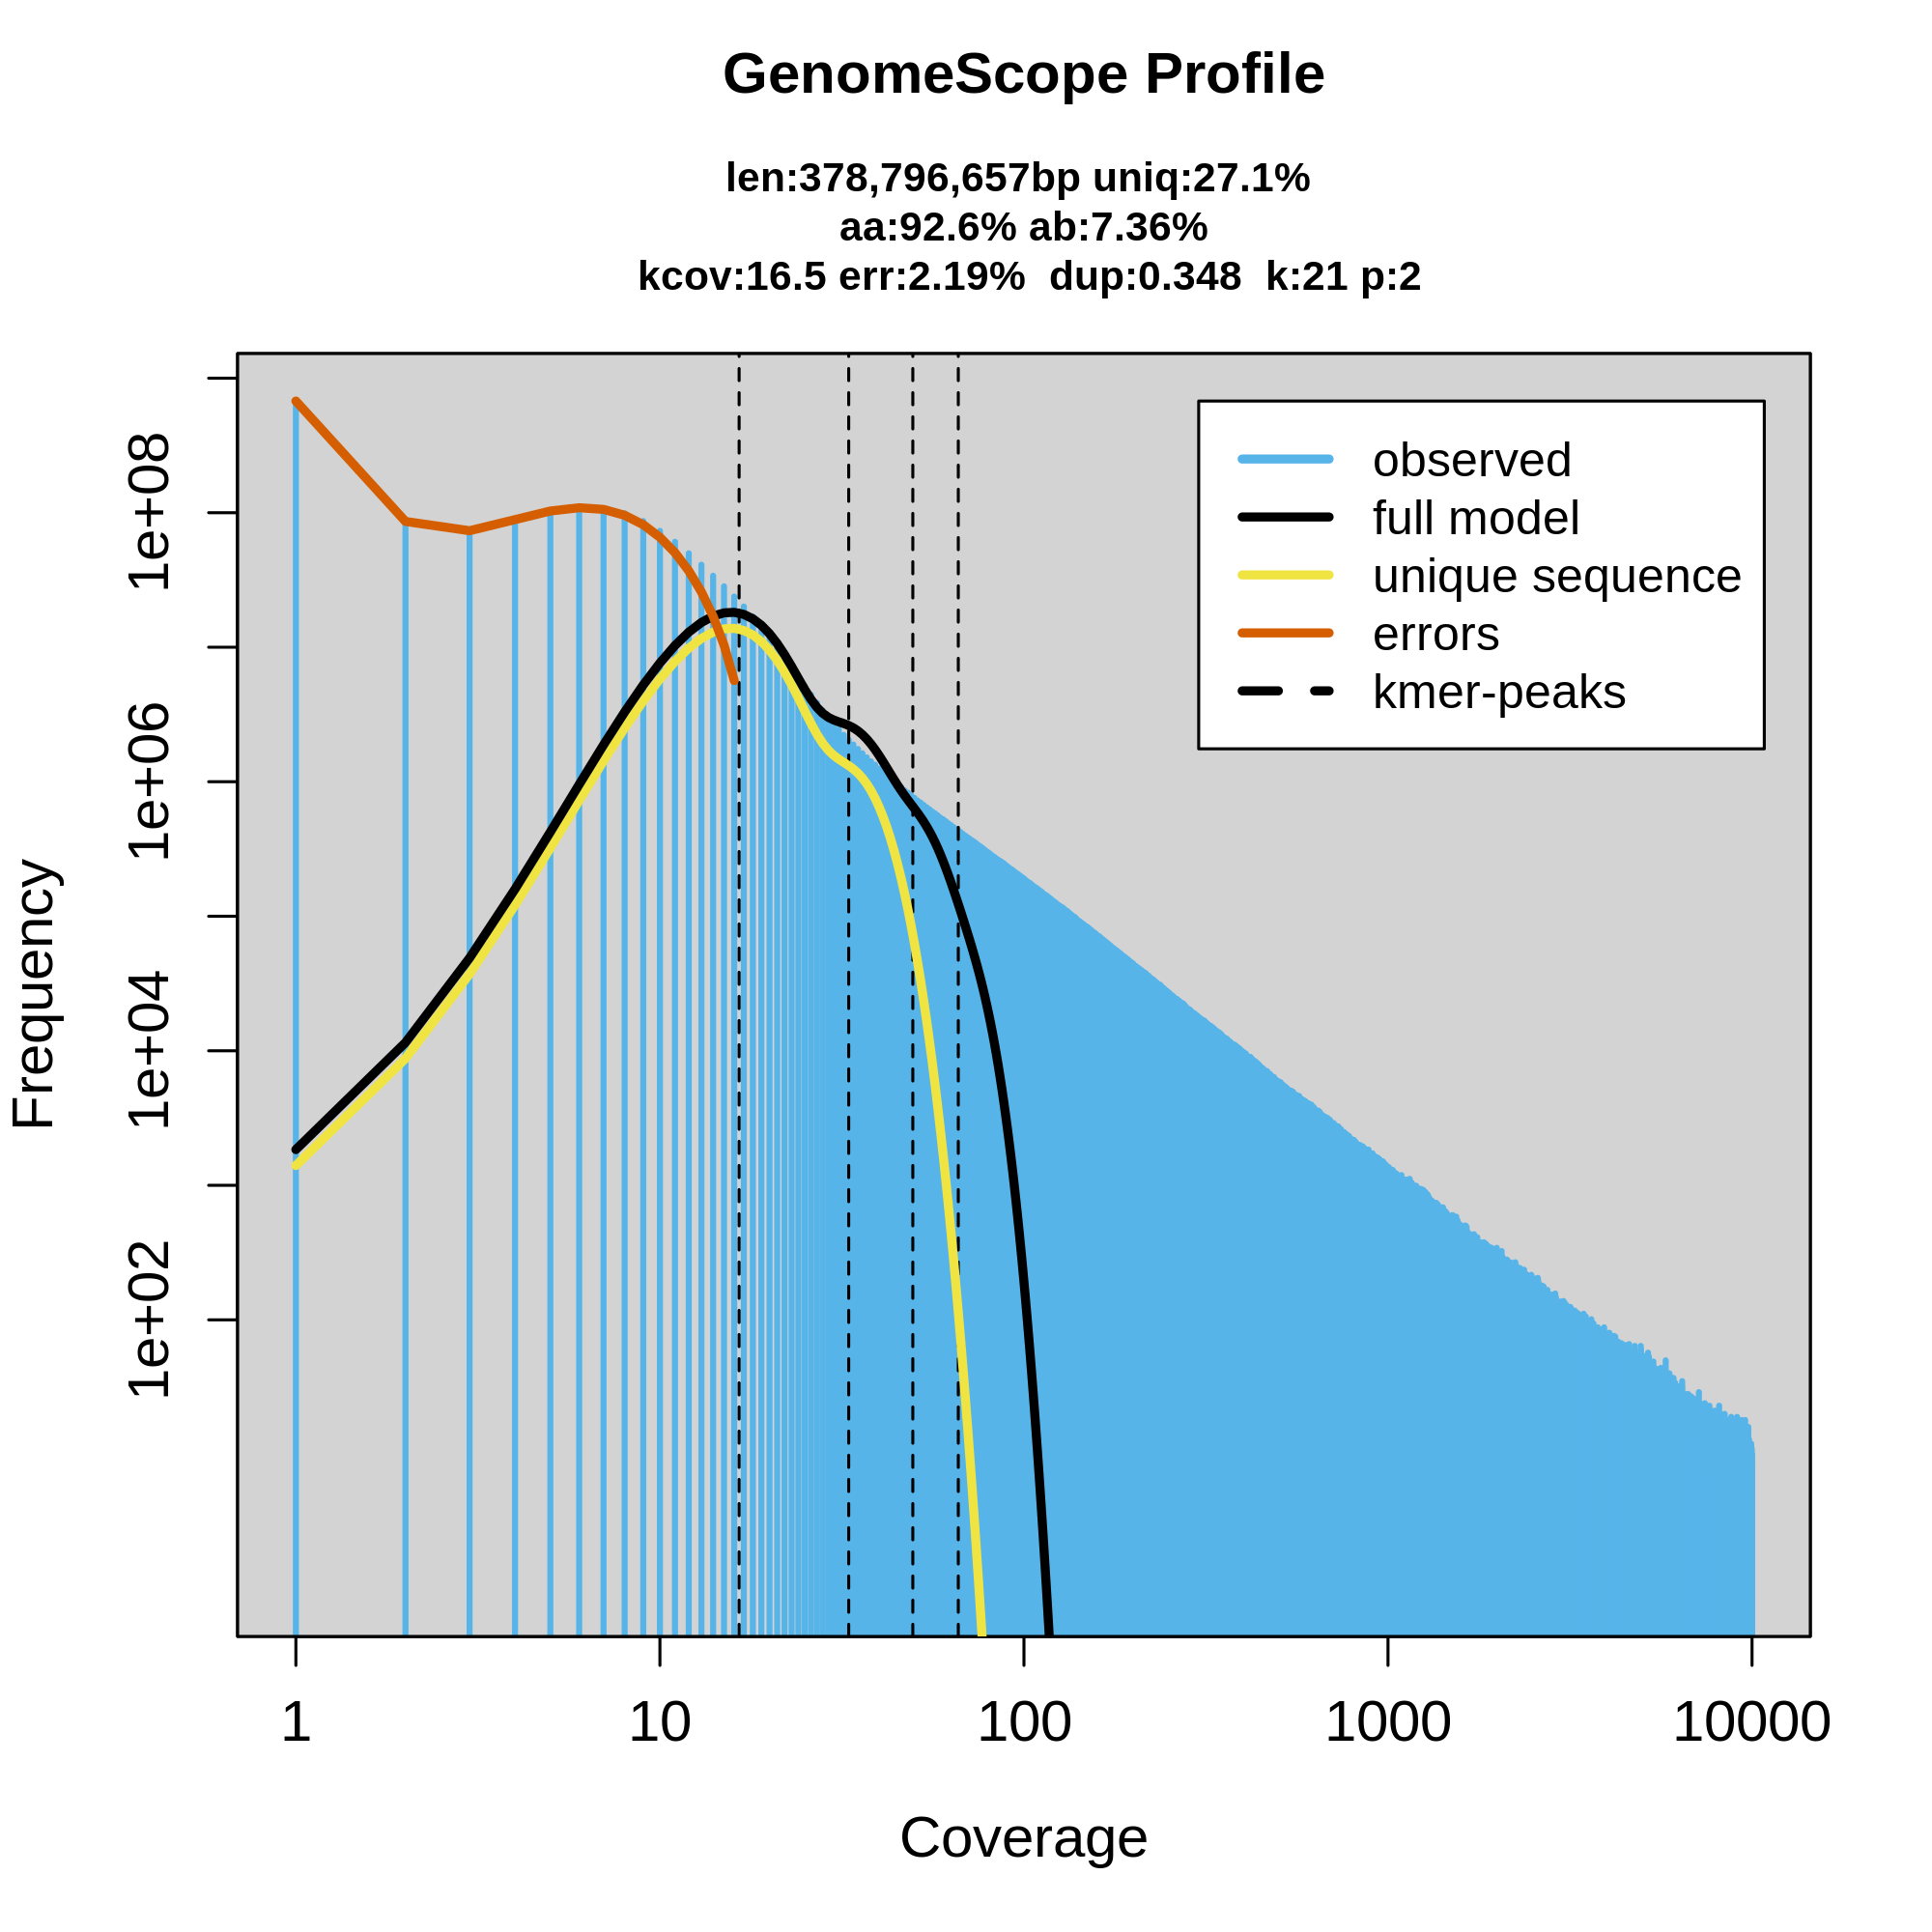 GenomeScope Profile
len:378,796,657bp uniq:27.1%
aa:92.6% ab:7.36%
kcov:16.5 err:2.19%  dup:0.348  k:21 p:2
observed
full model
unique sequence
errors
kmer-peaks
Frequency
1e+08
1e+06
1e+04
1e+02
1 10 100 1000 10000
Coverage